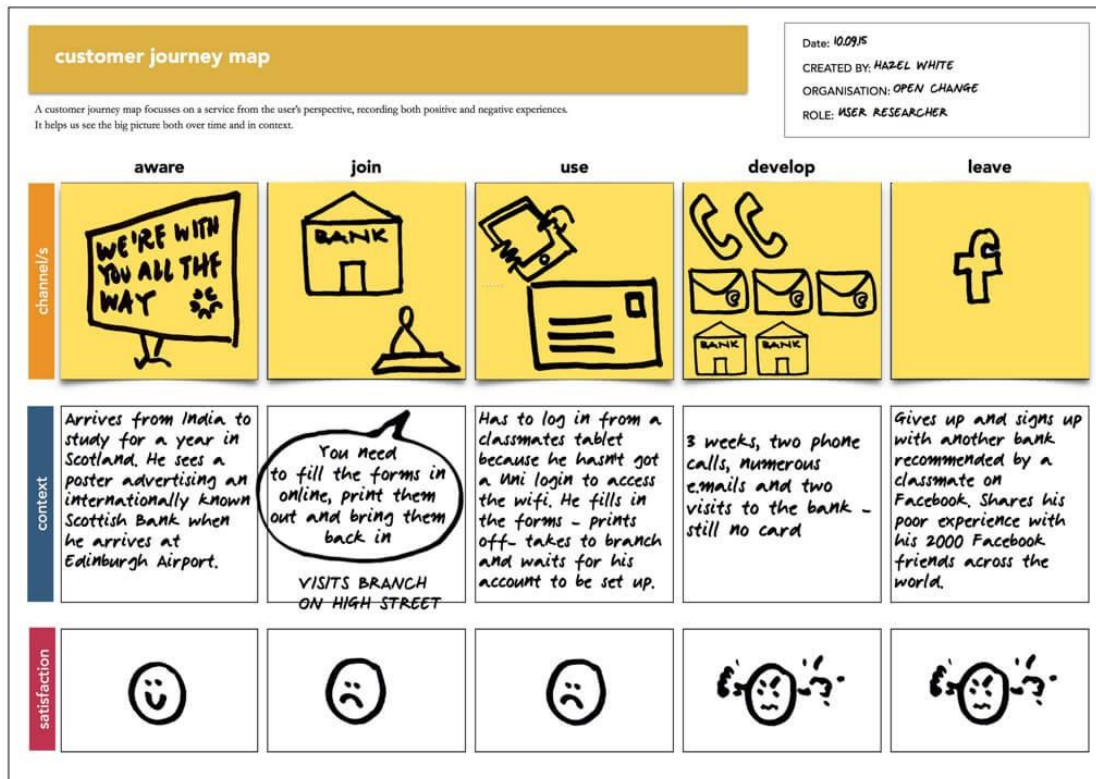 customer journey map
Date: 10.09.15
CREATED BY: HAZEL WHITE
ORGANISATION: OPEN CHANGE
ROLE: USER RESEARCHER
A customer journey map focusses on a service from the user's perspective, recording both positive and negative experiences.
It helps us see the big picture both over time and in context.
aware
join
use
develop
leave
channel/s
WE'RE WITH
YOU ALL THE
WAY
BANK
BANK
BANK
context
Arrives from India to
study for a year in
Scotland. He sees a
poster advertising an
internationally known
Scottish Bank when
he arrives at
Edinburgh Airport.
You need
to fill the forms in
online, print them
out and bring them
back in
VISITS BRANCH
ON HIGH STREET
Has to log in from a
classmates tablet
because he hasn't got
a Uni login to access
the wifi. He fills in
the forms - prints
off- takes to branch
and waits for his
account to be set up.
3 weeks, two phone
calls, numerous
e.mails and two
visits to the bank -
still no card
Gives up and signs up
with another bank
recommended by a
classmate on
Facebook. Shares his
poor experience with
his 2000 Facebook
friends across the
world.
satisfaction